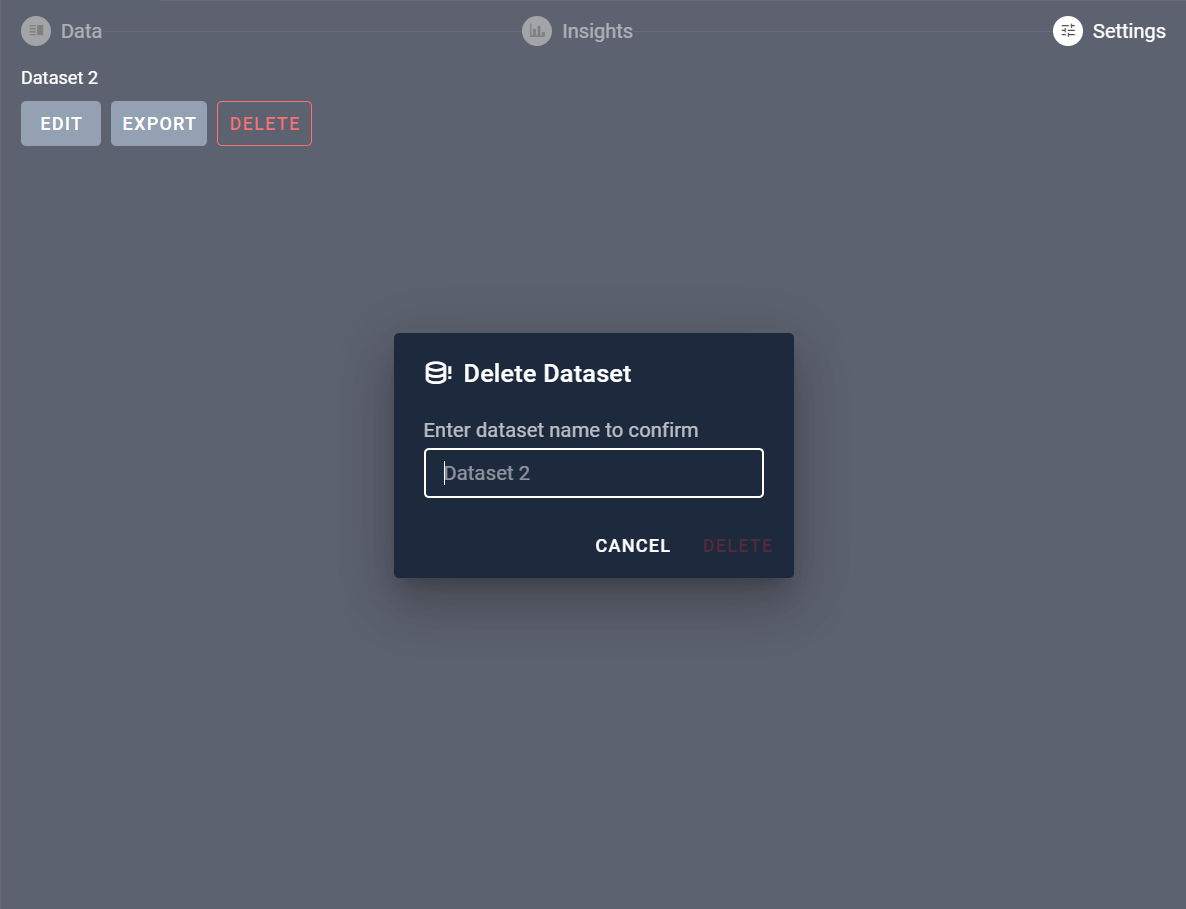 Data
Insights
Settings
Dataset 2
EDIT
EXPORT
DELETE
Delete Dataset
Enter dataset name to confirm
Dataset 2
CANCEL
DELETE